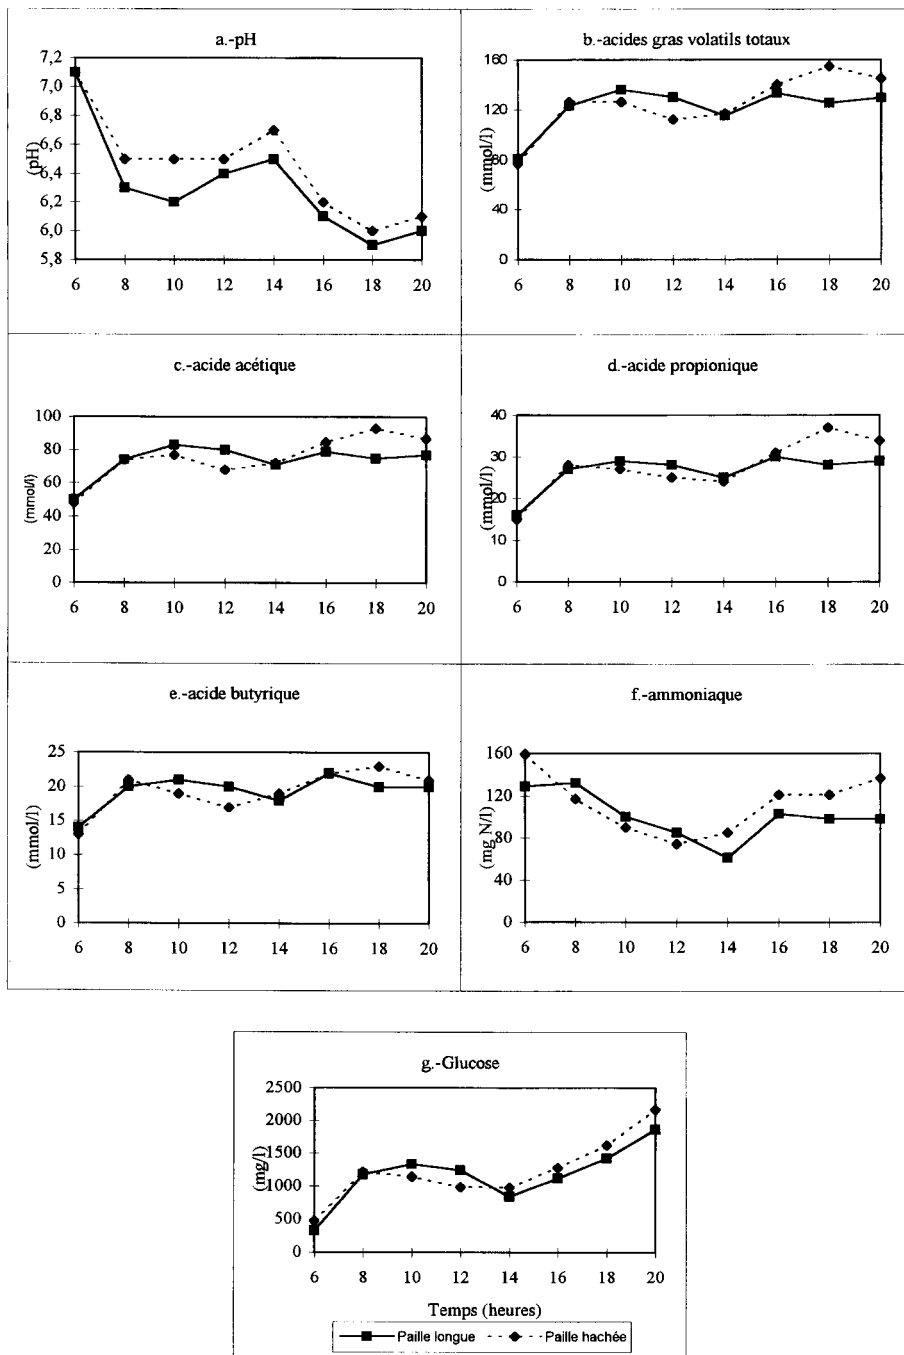 a.-pH
7,2
7,0
6,8
6,6
6,4
6,2
6,0
5,8
(pH)
6 8 10 12 14 16 18 20
b.-acides gras volatils totaux
160
120
80
40
0
(mmol/l)
6 8 10 12 14 16 18 20
c.-acide acétique
100
80
60
40
20
0
(mmol/l)
6 8 10 12 14 16 18 20
d.-acide propionique
40
30
20
10
0
(mmol/l)
6 8 10 12 14 16 18 20
e.-acide butyrique
25
20
15
10
5
0
(mmol/l)
6 8 10 12 14 16 18 20
f.-ammoniaque
160
120
80
40
0
(mg N/l)
6 8 10 12 14 16 18 20
g.-Glucose
2500
2000
1500
1000
500
0
(mg/l)
6 8 10 12 14 16 18 20
Temps (heures)
Paille longue Paille hachée